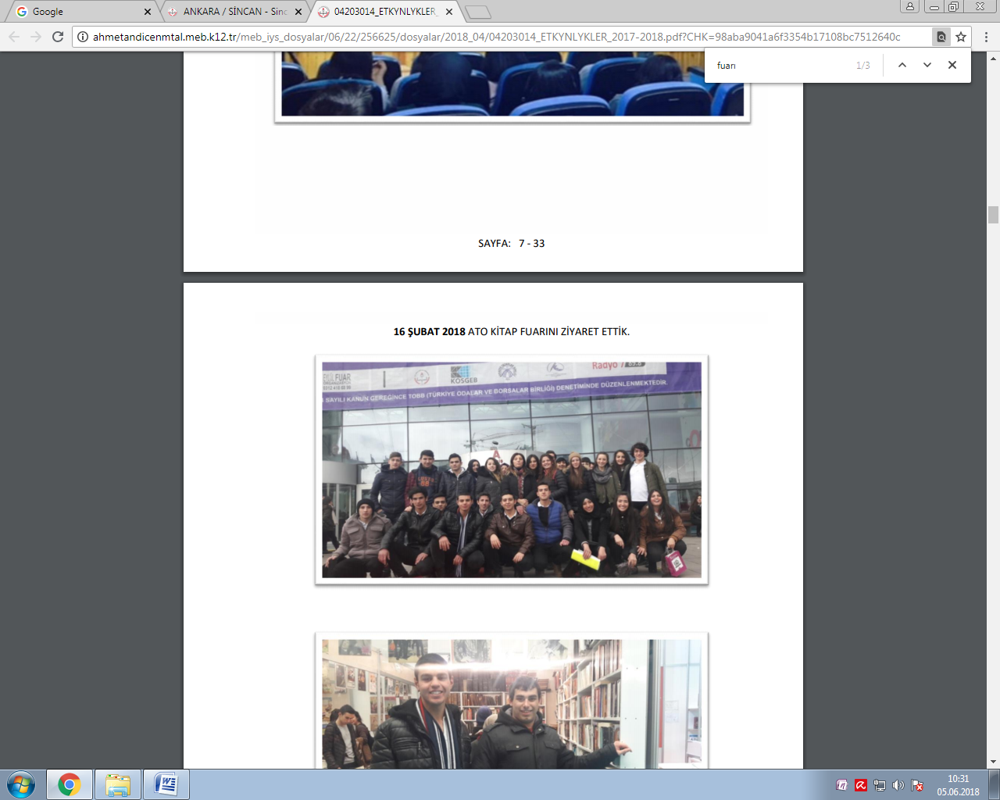 Google
ANKARA / SİNCAN - Sinc
04203014_ETKYNLYKLER_
ahmetandicenmtal.meb.k12.tr/meb_iys_dosyalar/06/22/256625/dosyalar/2018_04/04203014_ETKYNLYKLER_2017-2018.pdf?CHK=98aba9041a6f3354b17108bc7512640c
fuarı
1/3
SAYFA: 7 - 33
16 ŞUBAT 2018 ATO KİTAP FUARINI ZİYARET ETTİK.
FUAR
KOSGEB
Radyo 7
SAYILI KANUN GEREĞİNCE TOBB (TÜRKİYE ODALAR VE BORSALAR BİRLİĞİ) DENETİMİNDE DÜZENLENMEKTEDİR.
A
10:31
05.06.2018